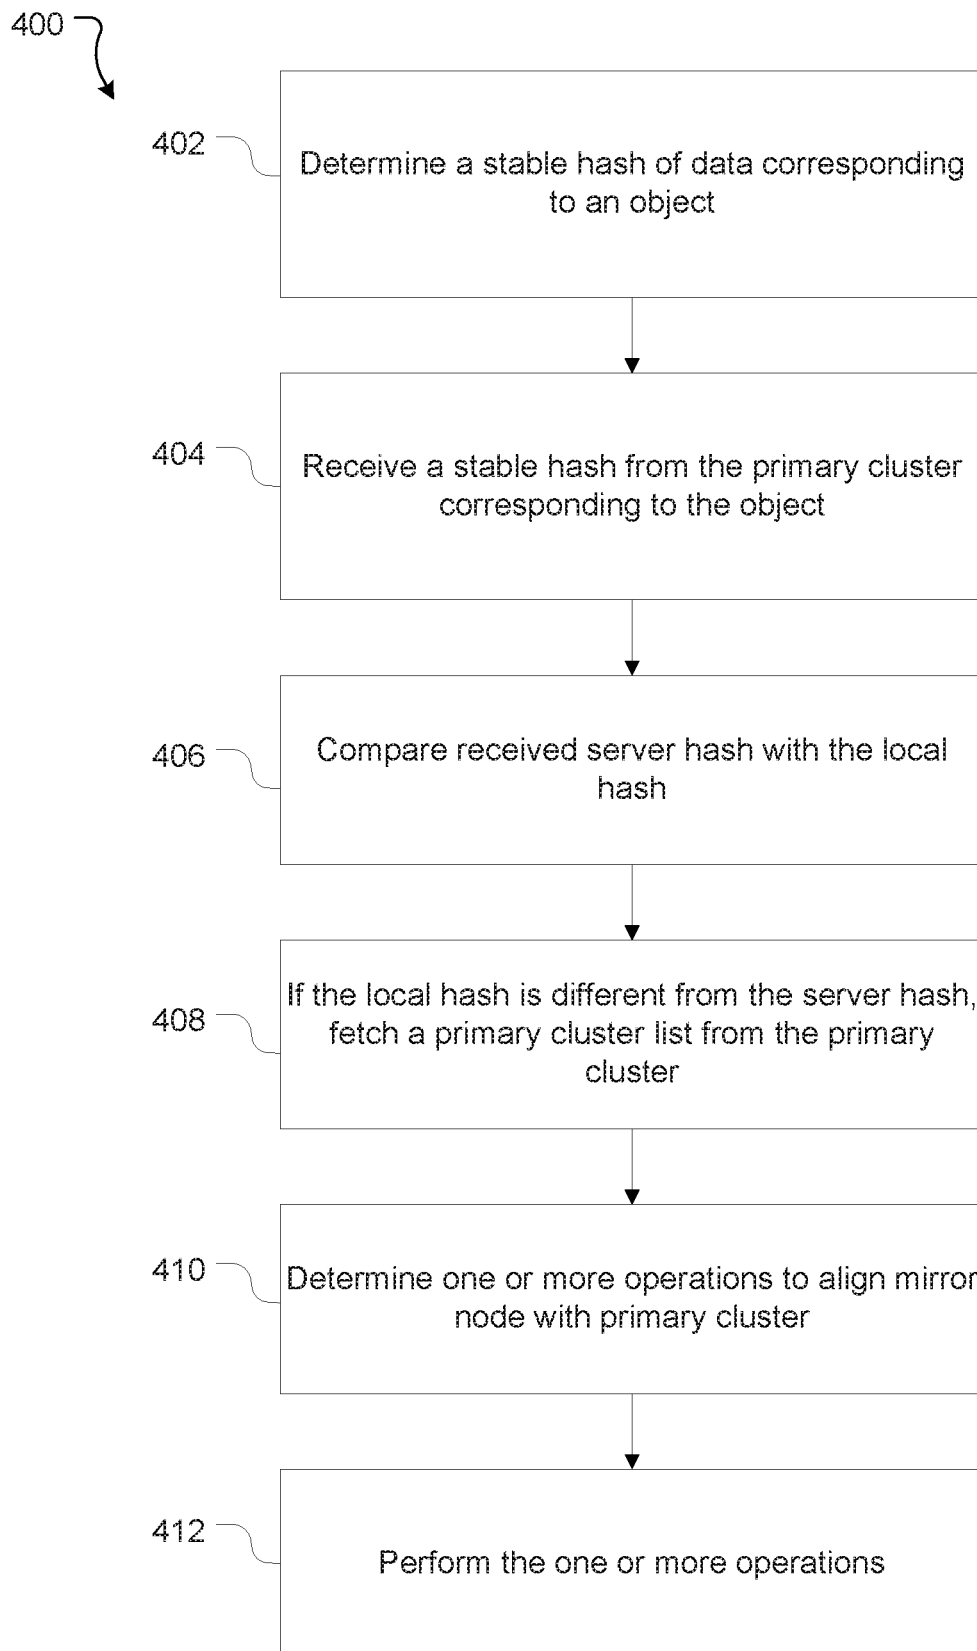 400
402
Determine a stable hash of data corresponding
to an object
404
Receive a stable hash from the primary cluster
corresponding to the object
406
Compare received server hash with the local
hash
408
If the local hash is different from the server hash,
fetch a primary cluster list from the primary
cluster
410
Determine one or more operations to align mirror
node with primary cluster
412
Perform the one or more operations